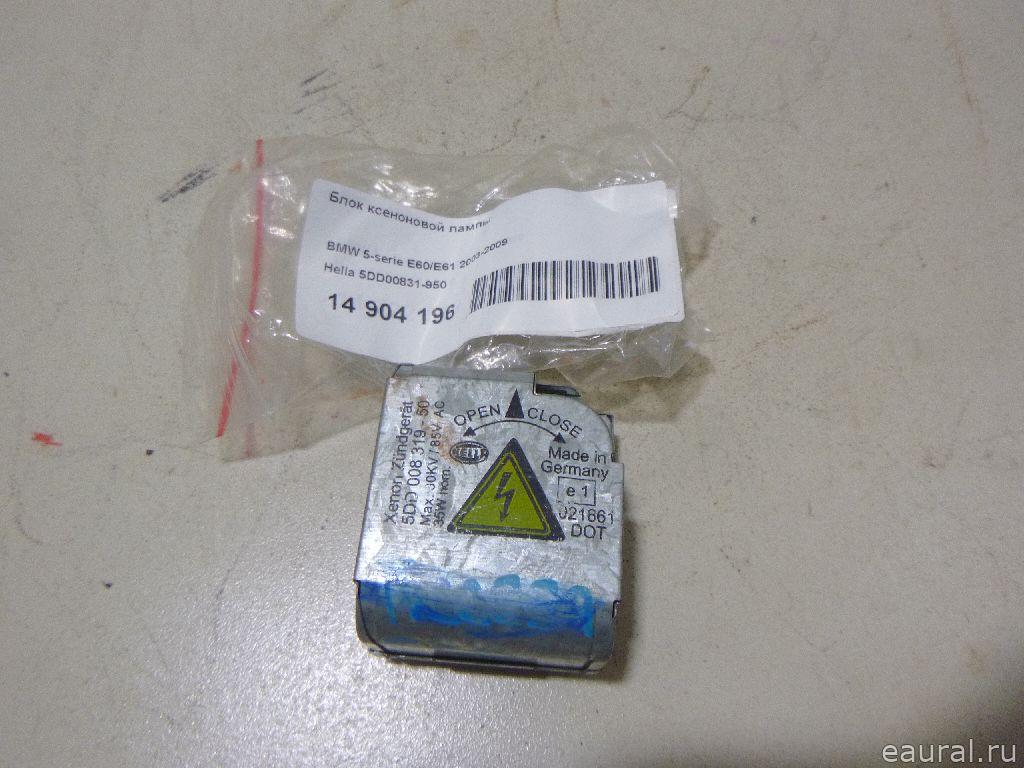 Блок ксеноновой лампы
BMW 5-serie E60/E61 2003-2009
Hella 5DD00831-950
14 904 196
OPEN CLOSE
Xenon Zündgerät
5DD 008 319 - 50
Max. 30KV / 85V AC
35W nom.
HELLA
Made in
Germany
e 1
021661
DOT
eaural.ru